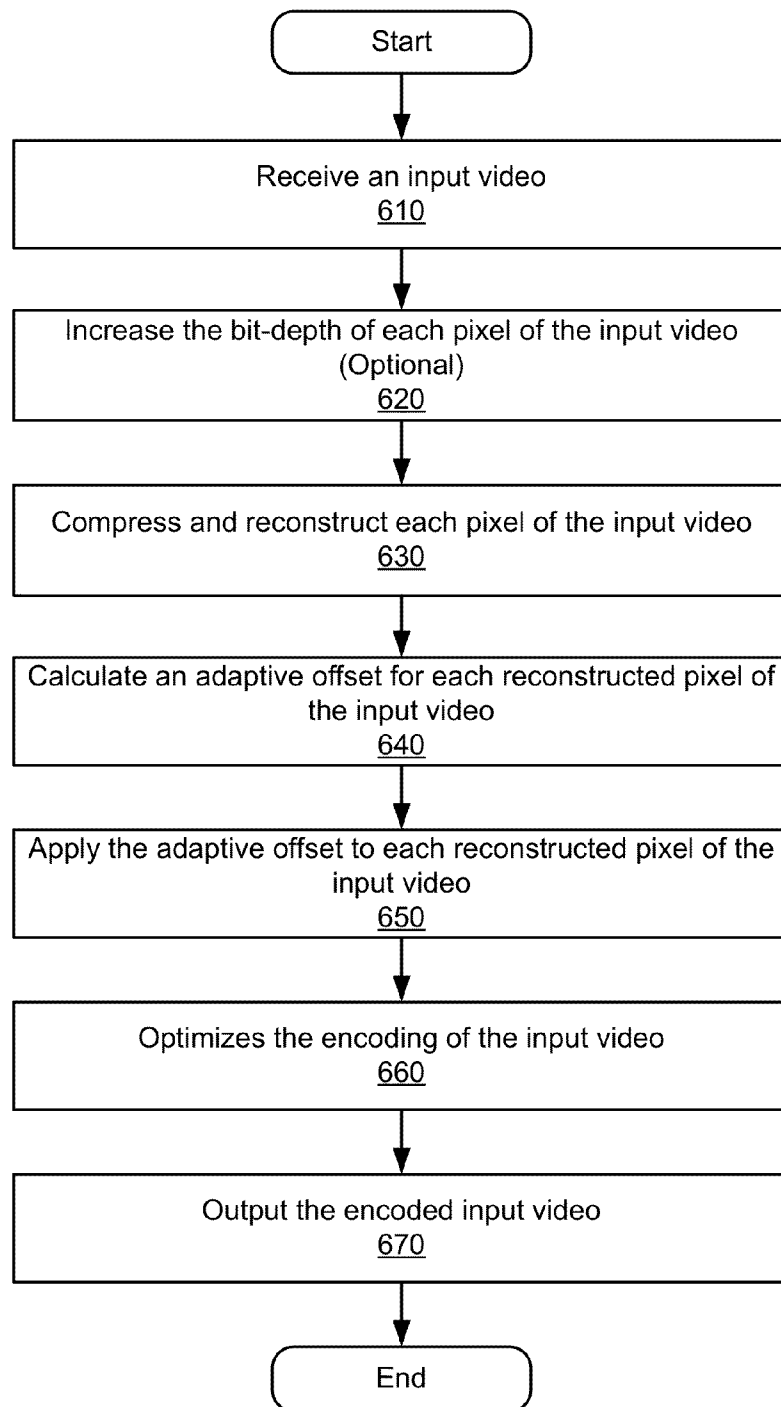 Start
Receive an input video
610
Increase the bit-depth of each pixel of the input video
(Optional)
620
Compress and reconstruct each pixel of the input video
630
Calculate an adaptive offset for each reconstructed pixel of
the input video
640
Apply the adaptive offset to each reconstructed pixel of the
input video
650
Optimizes the encoding of the input video
660
Output the encoded input video
670
End